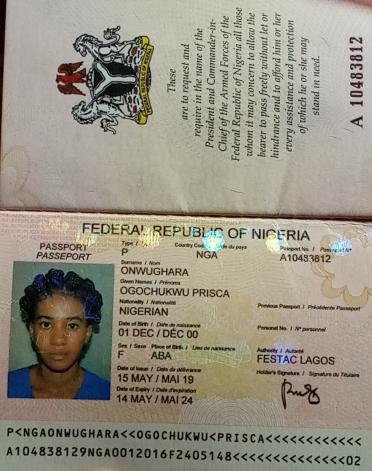 These
are to request and
require in the name of the
President and Commander-in-
Chief of the Armed Forces of the
Federal Republic of Nigeria all those
whom it may concern to allow the
bearer to pass freely without let or
hindrance and to afford him or her
every assistance and protection
of which he or she may
stand in need.
A 10483812
FEDERAL REPUBLIC OF NIGERIA
PASSPORT
PASSEPORT
Type / Type
Country Code / Code du pays
Passport No. /
P
NGA
A10483812
Surname / Nom
ONWUGHARA
Given Names / Prénoms
OGOCHUKWU PRISCA
Nationality / Nationalité
NIGERIAN
Previous Passport / Précédente Passeport
Date of Birth / Date de naissance
01 DEC / DÉC 00
Personal No. / N° personnel
Sex / Sexe
Place of Birth / Lieu de naissance
F
ABA
Authority / Autorité
FESTAC LAGOS
Date of Issue / Date de délivrance
15 MAY / MAI 19
Holder's Signature / Signature du Titulaire
Date of Expiry / Date d'expiration
14 MAY / MAI 24
P<NGAONWUGHARA<<OGOCHUKWU<PRISCA<<<<<<<<<<<<
A104838129NGA0012016F2405148<<<<<<<<<<<<<<02